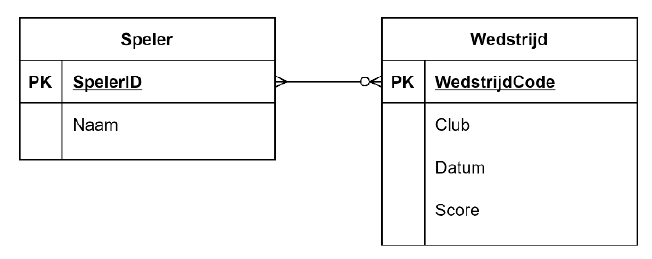 Speler
PK SpelerID
Naam
Wedstrijd
PK WedstrijdCode
Club
Datum
Score